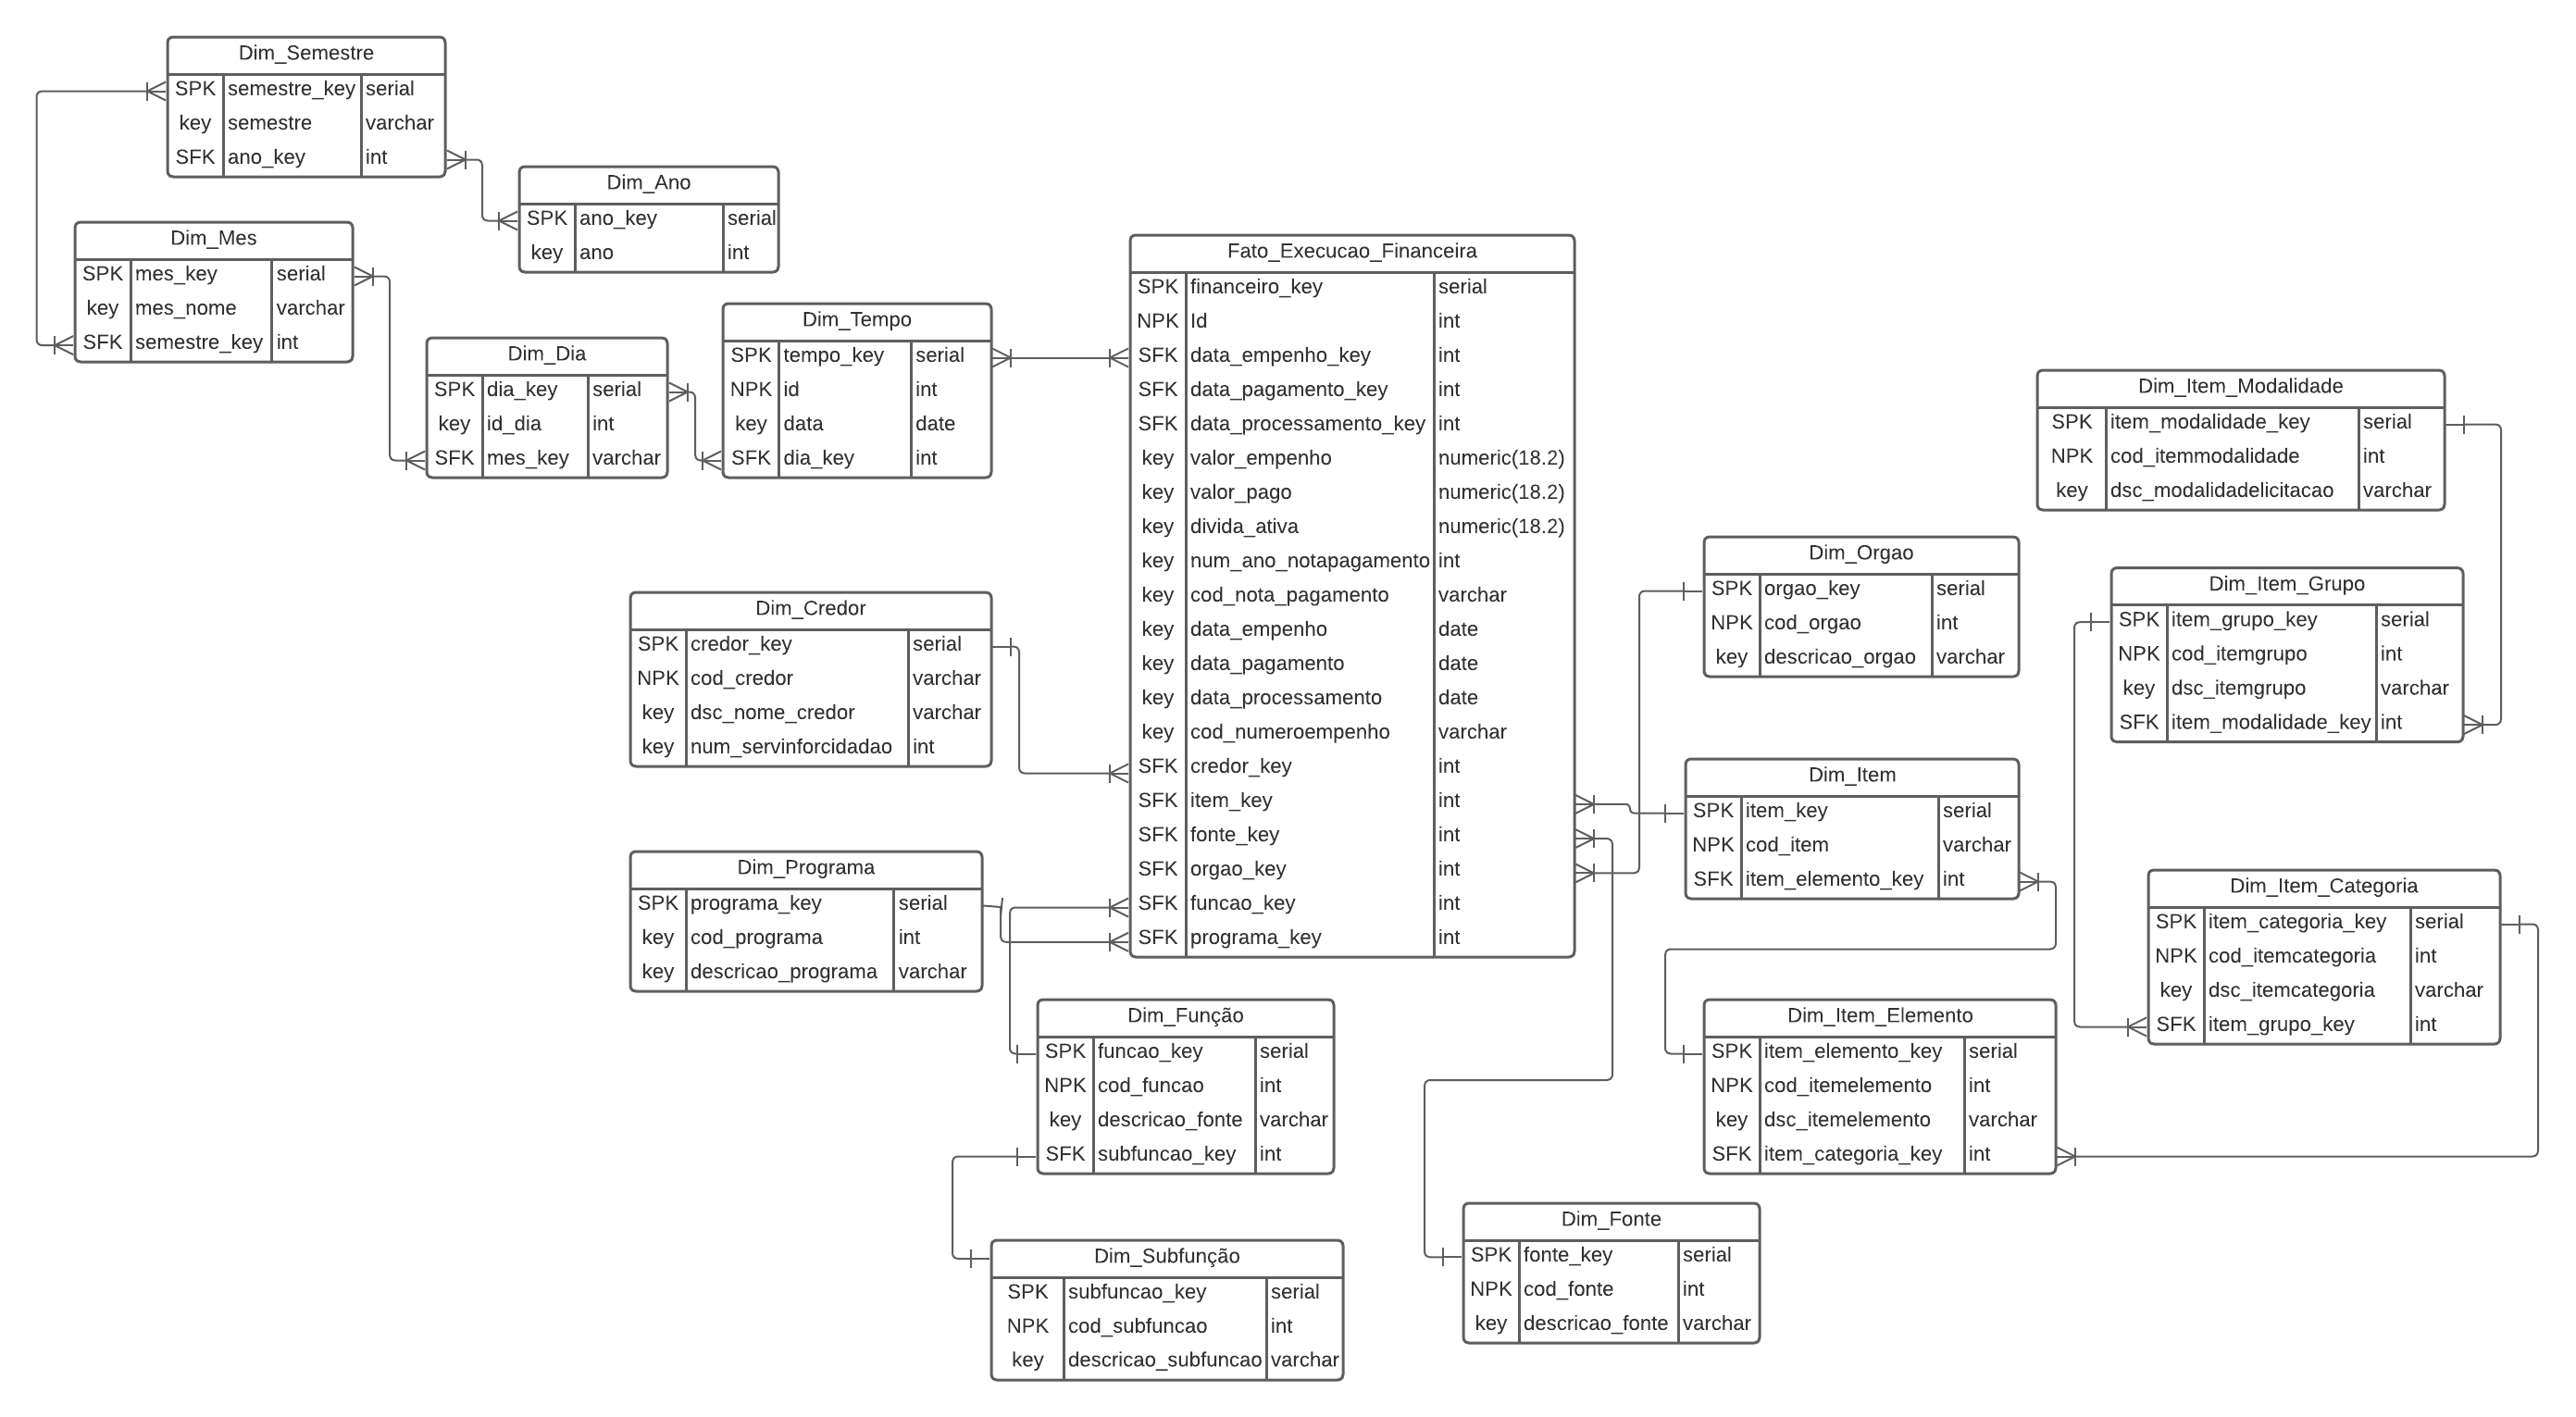 Dim_Semestre
SPK semestre_key serial
key semestre varchar
SFK ano_key int
Dim_Ano
SPK ano_key serial
key ano int
Dim_Mes
SPK mes_key serial
key mes_nome varchar
SFK semestre_key int
Dim_Dia
SPK dia_key serial
key id_dia int
SFK mes_key varchar
Dim_Tempo
SPK tempo_key serial
NPK id int
key data date
SFK dia_key int
Fato_Execucao_Financeira
SPK financeiro_key serial
NPK Id int
SFK data_empenho_key int
SFK data_pagamento_key int
SFK data_processamento_key int
key valor_empenho numeric(18.2)
key valor_pago numeric(18.2)
key divida_ativa numeric(18.2)
key num_ano_notapagamento int
key cod_nota_pagamento varchar
key data_empenho date
key data_pagamento date
key data_processamento date
key cod_numeroempenho varchar
SFK credor_key int
SFK item_key int
SFK fonte_key int
SFK orgao_key int
SFK funcao_key int
SFK programa_key int
Dim_Credor
SPK credor_key serial
NPK cod_credor varchar
key dsc_nome_credor varchar
key num_servinforcidadao int
Dim_Programa
SPK programa_key serial
key cod_programa int
key descricao_programa varchar
Dim_Função
SPK funcao_key serial
NPK cod_funcao int
key descricao_fonte varchar
SFK subfuncao_key int
Dim_Subfunção
SPK subfuncao_key serial
NPK cod_subfuncao int
key descricao_subfuncao varchar
Dim_Item_Modalidade
SPK item_modalidade_key serial
NPK cod_itemmodalidade int
key dsc_modalidadelicitacao varchar
Dim_Orgao
SPK orgao_key serial
NPK cod_orgao int
key descricao_orgao varchar
Dim_Item_Grupo
SPK item_grupo_key serial
NPK cod_itemgrupo int
key dsc_itemgrupo varchar
SFK item_modalidade_key int
Dim_Item
SPK item_key serial
NPK cod_item varchar
SFK item_elemento_key int
Dim_Item_Categoria
SPK item_categoria_key serial
NPK cod_itemcategoria int
key dsc_itemcategoria varchar
SFK item_grupo_key int
Dim_Item_Elemento
SPK item_elemento_key serial
NPK cod_itemelemento int
key dsc_itemelemento varchar
SFK item_categoria_key int
Dim_Fonte
SPK fonte_key serial
NPK cod_fonte int
key descricao_fonte varchar